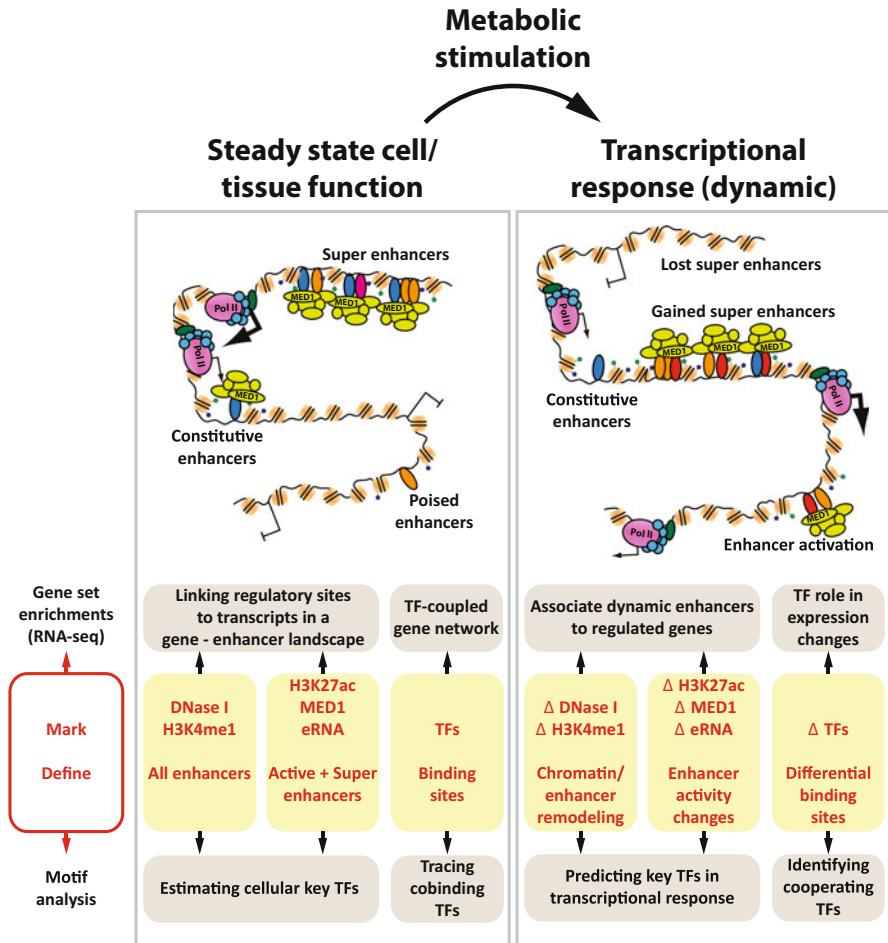 Metabolic
stimulation
Steady state cell/
tissue function
Transcriptional
response (dynamic)
Super enhancers
MED1
MED1
MED1
Pol II
Pol II
MED1
Constitutive
enhancers
Poised
enhancers
Lost super enhancers
Pol II
Gained super enhancers
MED1
MED1
MED1
Constitutive
enhancers
Pol II
MED1
Pol II
Enhancer activation
Gene set
enrichments
(RNA-seq)
Linking regulatory sites
to transcripts in a
gene - enhancer landscape
TF-coupled
gene network
Associate dynamic enhancers
to regulated genes
TF role in
expression
changes
Mark
Define
DNase I
H3K4me1
All enhancers
H3K27ac
MED1
eRNA
Active + Super
enhancers
TFs
Binding
sites
Δ DNase I
Δ H3K4me1
Chromatin/
enhancer
remodeling
Δ H3K27ac
Δ MED1
Δ eRNA
Enhancer
activity
changes
Δ TFs
Differential
binding
sites
Motif
analysis
Estimating cellular key TFs
Tracing
cobinding
TFs
Predicting key TFs in
transcriptional response
Identifying
cooperating
TFs